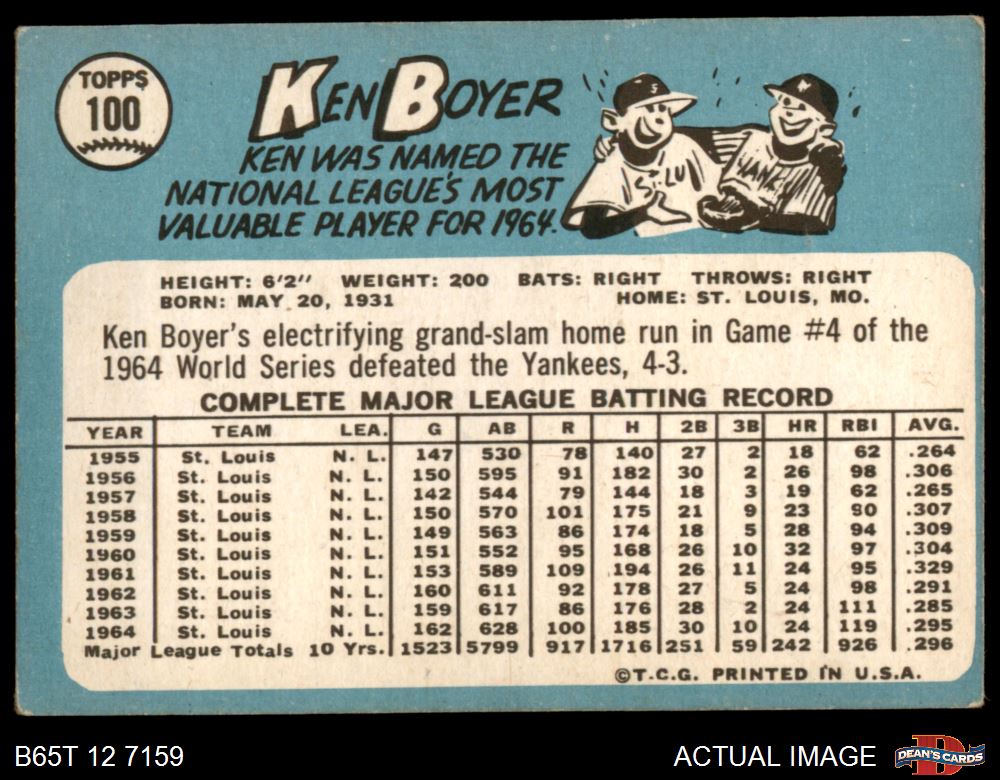 TOPPS
100
KEN BOYER
KEN WAS NAMED THE
NATIONAL LEAGUE'S MOST
VALUABLE PLAYER FOR 1964.
S
ST. LOU
YANKE
HEIGHT: 6'2" WEIGHT: 200 BATS: RIGHT THROWS: RIGHT
BORN: MAY 20, 1931 HOME: ST. LOUIS, MO.
Ken Boyer's electrifying grand-slam home run in Game #4 of the
1964 World Series defeated the Yankees, 4-3.
COMPLETE MAJOR LEAGUE BATTING RECORD
YEAR TEAM LEA. G AB R H 2B 3B HR RBI AVG.
1955 St. Louis N. L. 147 530 78 140 27 2 18 62 .264
1956 St. Louis N. L. 150 595 91 182 30 2 26 98 .306
1957 St. Louis N. L. 142 544 79 144 18 3 19 62 .265
1958 St. Louis N. L. 150 570 101 175 21 9 23 90 .307
1959 St. Louis N. L. 149 563 86 174 18 5 28 94 .309
1960 St. Louis N. L. 151 552 95 168 26 10 32 97 .304
1961 St. Louis N. L. 153 589 109 194 26 11 24 95 .329
1962 St. Louis N. L. 160 611 92 178 27 5 24 98 .291
1963 St. Louis N. L. 159 617 86 176 28 2 24 111 .285
1964 St. Louis N. L. 162 628 100 185 30 10 24 119 .295
Major League Totals 10 Yrs. 1523 5799 917 1716 251 59 242 926 .296
©T.C.G. PRINTED IN U.S.A.
B65T 12 7159 ACTUAL IMAGE
D
DEAN'S CARDS